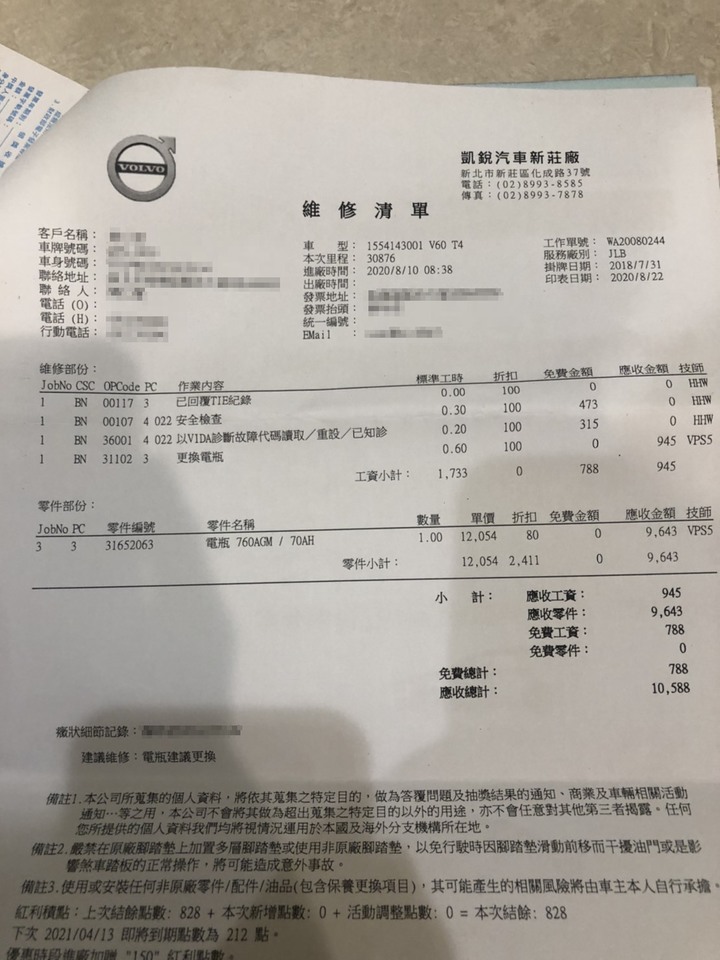 VOLVO
凱銳汽車新莊廠
新北市新莊區化成路37號
電話：(02)8993-8585
傳真：(02)8993-7878
維修清單
客戶名稱：
車牌號碼：
車身號碼：
聯絡地址：
聯絡人：
電話(O)：
電話(H)：
行動電話：
車 型：1554143001 V60 T4
本次里程：30876
進廠時間：2020/8/10 08:38
出廠時間：
發票地址：
發票抬頭：
統一編號：
EMail：
工作單號：WA20080244
服務廠別：JLB
掛牌日期：2018/7/31
印表日期：2020/8/22
維修部份：
JobNo CSC OPCode PC 作業內容 標準工時 折扣 免費金額 應收金額 技師
1 BN 00117 3 已回覆TIE紀錄 0.00 100 0 0 HHW
1 BN 00107 4 022 安全檢查 0.30 100 473 0 HHW
1 BN 36001 4 022 以VIDA診斷故障代碼讀取／重設／已知診 0.20 100 315 0 HHW
1 BN 31102 3 更換電瓶 0.60 100 0 945 VPS5
工資小計： 1,733 0 788 945
零件部份：
JobNo PC 零件編號 零件名稱 數量 單價 折扣 免費金額 應收金額 技師
3 3 31652063 電瓶 760AGM / 70AH 1.00 12,054 80 0 9,643 VPS5
零件小計： 12,054 2,411 0 9,643
小 計： 應收工資： 945
應收零件： 9,643
免費工資： 788
免費零件： 0
免費總計： 788
應收總計： 10,588
癥狀細節記錄：
建議維修：電瓶建議更換
備註1.本公司所蒐集的個人資料，將依其蒐集之特定目的，做為答覆問題及抽獎結果的通知、商業及車輛相關活動
通知…等之用，本公司不會將其做為超出蒐集之特定目的以外的用途，亦不會任意對其他第三者揭露。任何
您所提供的個人資料我們均將視情況運用於本國及海外分支機構所在地。
備註2.嚴禁在原廠腳踏墊上加置多層腳踏墊或使用非原廠腳踏墊，以免行駛時因腳踏墊滑動前移而干擾油門或是影
響煞車踏板的正常操作，將可能造成意外事故。
備註3.使用或安裝任何非原廠零件/配件/油品(包含保養更換項目)，其可能產生的相關風險將由車主本人自行承擔。
紅利積點：上次結餘點數: 828 + 本次新增點數: 0 + 活動調整點數: 0 = 本次結餘: 828
下次 2021/04/13 即將到期點數為 212 點。
優惠時段進廠加贈 "150" 紅利點數。